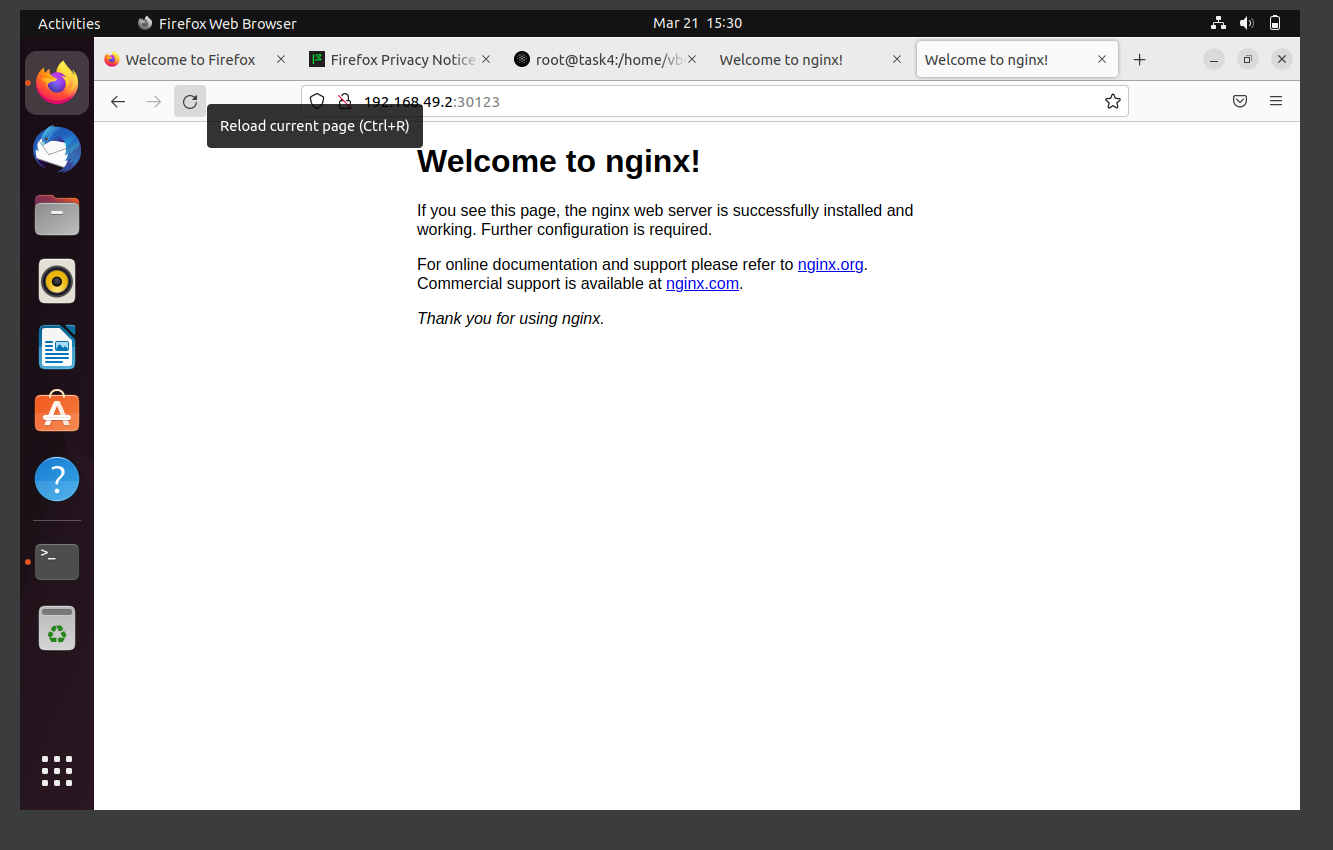 Activities
Firefox Web Browser
Mar 21 15:30
Welcome to Firefox
Firefox Privacy Notice
root@task4:/home/vb
Welcome to nginx!
Welcome to nginx!
192.168.49.2:30123
Reload current page (Ctrl+R)
Welcome to nginx!
If you see this page, the nginx web server is successfully installed and
working. Further configuration is required.
For online documentation and support please refer to nginx.org.
Commercial support is available at nginx.com.
Thank you for using nginx.